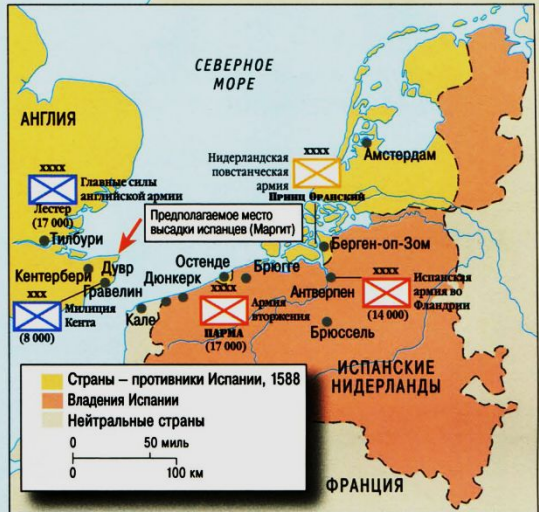 СЕВЕРНОЕ
МОРЕ
АНГЛИЯ
XXXX
Главные силы
английской армии
Лестер
(17 000)
Тилбури
Предполагаемое место
высадки испанцев (Маргит)
XXXX
Нидерландская
повстанческая
армия
Принц Оранский
Амстердам
Берген-оп-Зом
Кентербери
Дувр
Гравелин
Дюнкерк
Остенде
Брюгге
Антверпен
XXXX
Испанская
армия во
Фландрии
(14 000)
XXX
Милиция
Кента
(8 000)
Кале
XXXX
Армия
вторжения
ПАРМА
(17 000)
Брюссель
ИСПАНСКИЕ
НИДЕРЛАНДЫ
Страны – противники Испании, 1588
Владения Испании
Нейтральные страны
0 50 миль
0 100 км
ФРАНЦИЯ